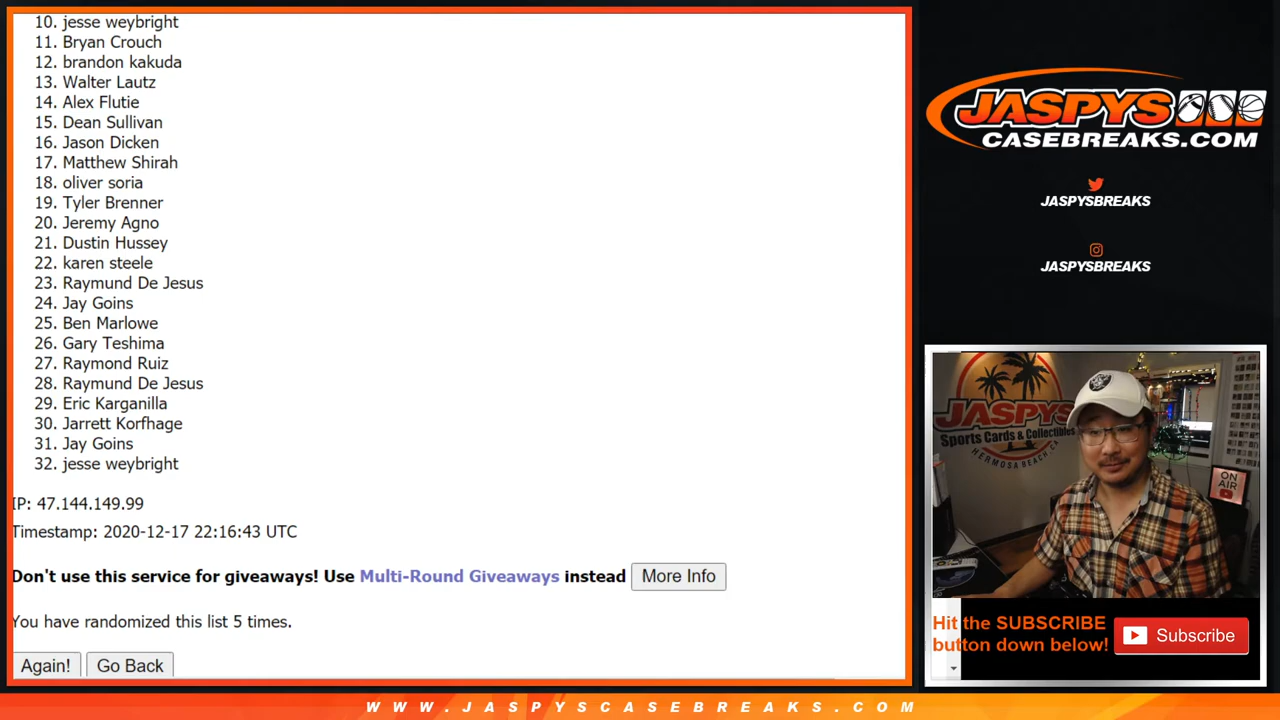 10. jesse weybright
11. Bryan Crouch
12. brandon kakuda
13. Walter Lautz
14. Alex Flutie
15. Dean Sullivan
16. Jason Dicken
17. Matthew Shirah
18. oliver soria
19. Tyler Brenner
20. Jeremy Agno
21. Dustin Hussey
22. karen steele
23. Raymund De Jesus
24. Jay Goins
25. Ben Marlowe
26. Gary Teshima
27. Raymond Ruiz
28. Raymund De Jesus
29. Eric Karganilla
30. Jarrett Korfhage
31. Jay Goins
32. jesse weybright
IP: 47.144.149.99
Timestamp: 2020-12-17 22:16:43 UTC
Don't use this service for giveaways! Use Multi-Round Giveaways instead More Info
You have randomized this list 5 times.
Again! Go Back
JASPYS
CASEBREAKS.COM
JASPYSBREAKS
JASPYSBREAKS
JASPYS
Sports Cards & Collectibles
HERMOSA BEACH, CA
ON
AIR
Hit the SUBSCRIBE
button down below!
Subscribe
WWW.JASPYSCASEBREAKS.COM